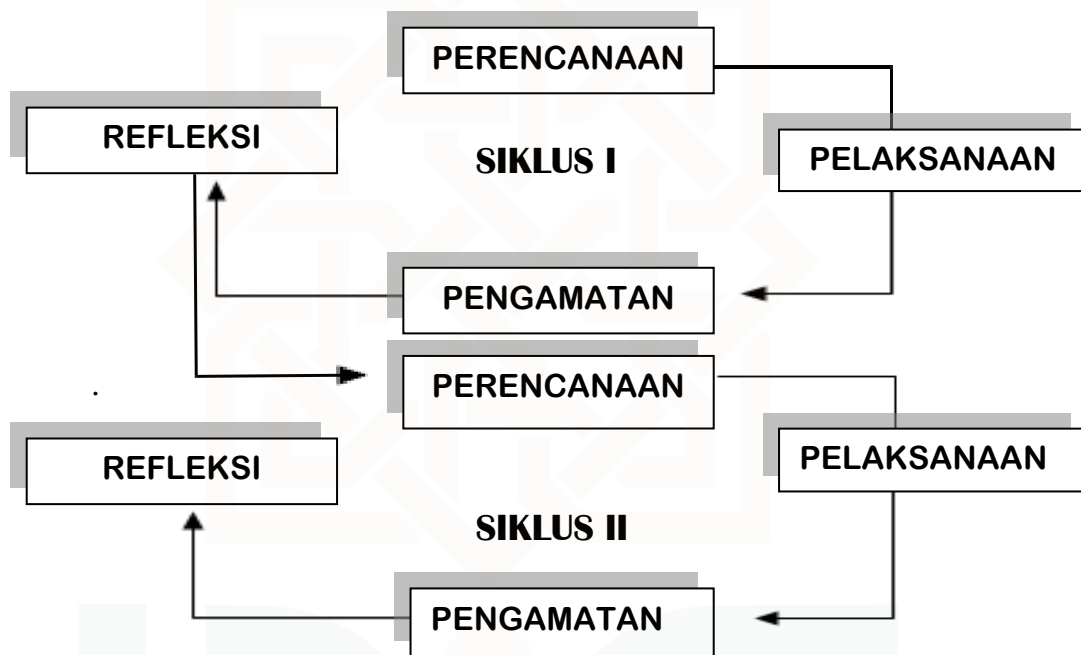 PERENCANAAN
REFLEKSI
SIKLUS I
PELAKSANAAN
PENGAMATAN
PERENCANAAN
REFLEKSI
PELAKSANAAN
SIKLUS II
PENGAMATAN